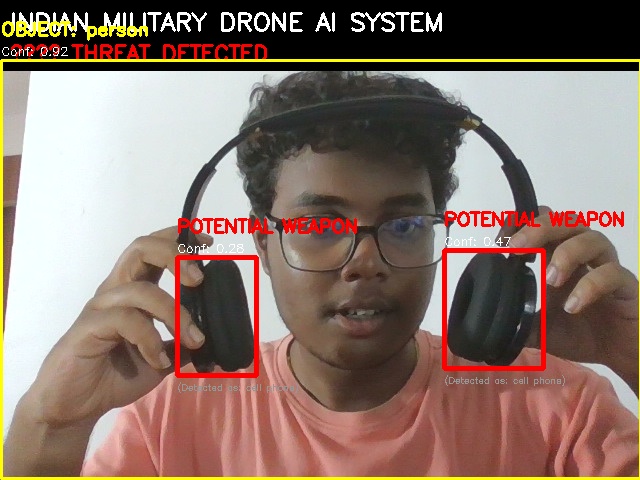 INDIAN MILITARY DRONE AI SYSTEM
OBJECT: person
Conf: 0.92
THREAT DETECTED
POTENTIAL WEAPON
Conf: 0.28
(Detected as: cell phone)
POTENTIAL WEAPON
Conf: 0.47
(Detected as: cell phone)